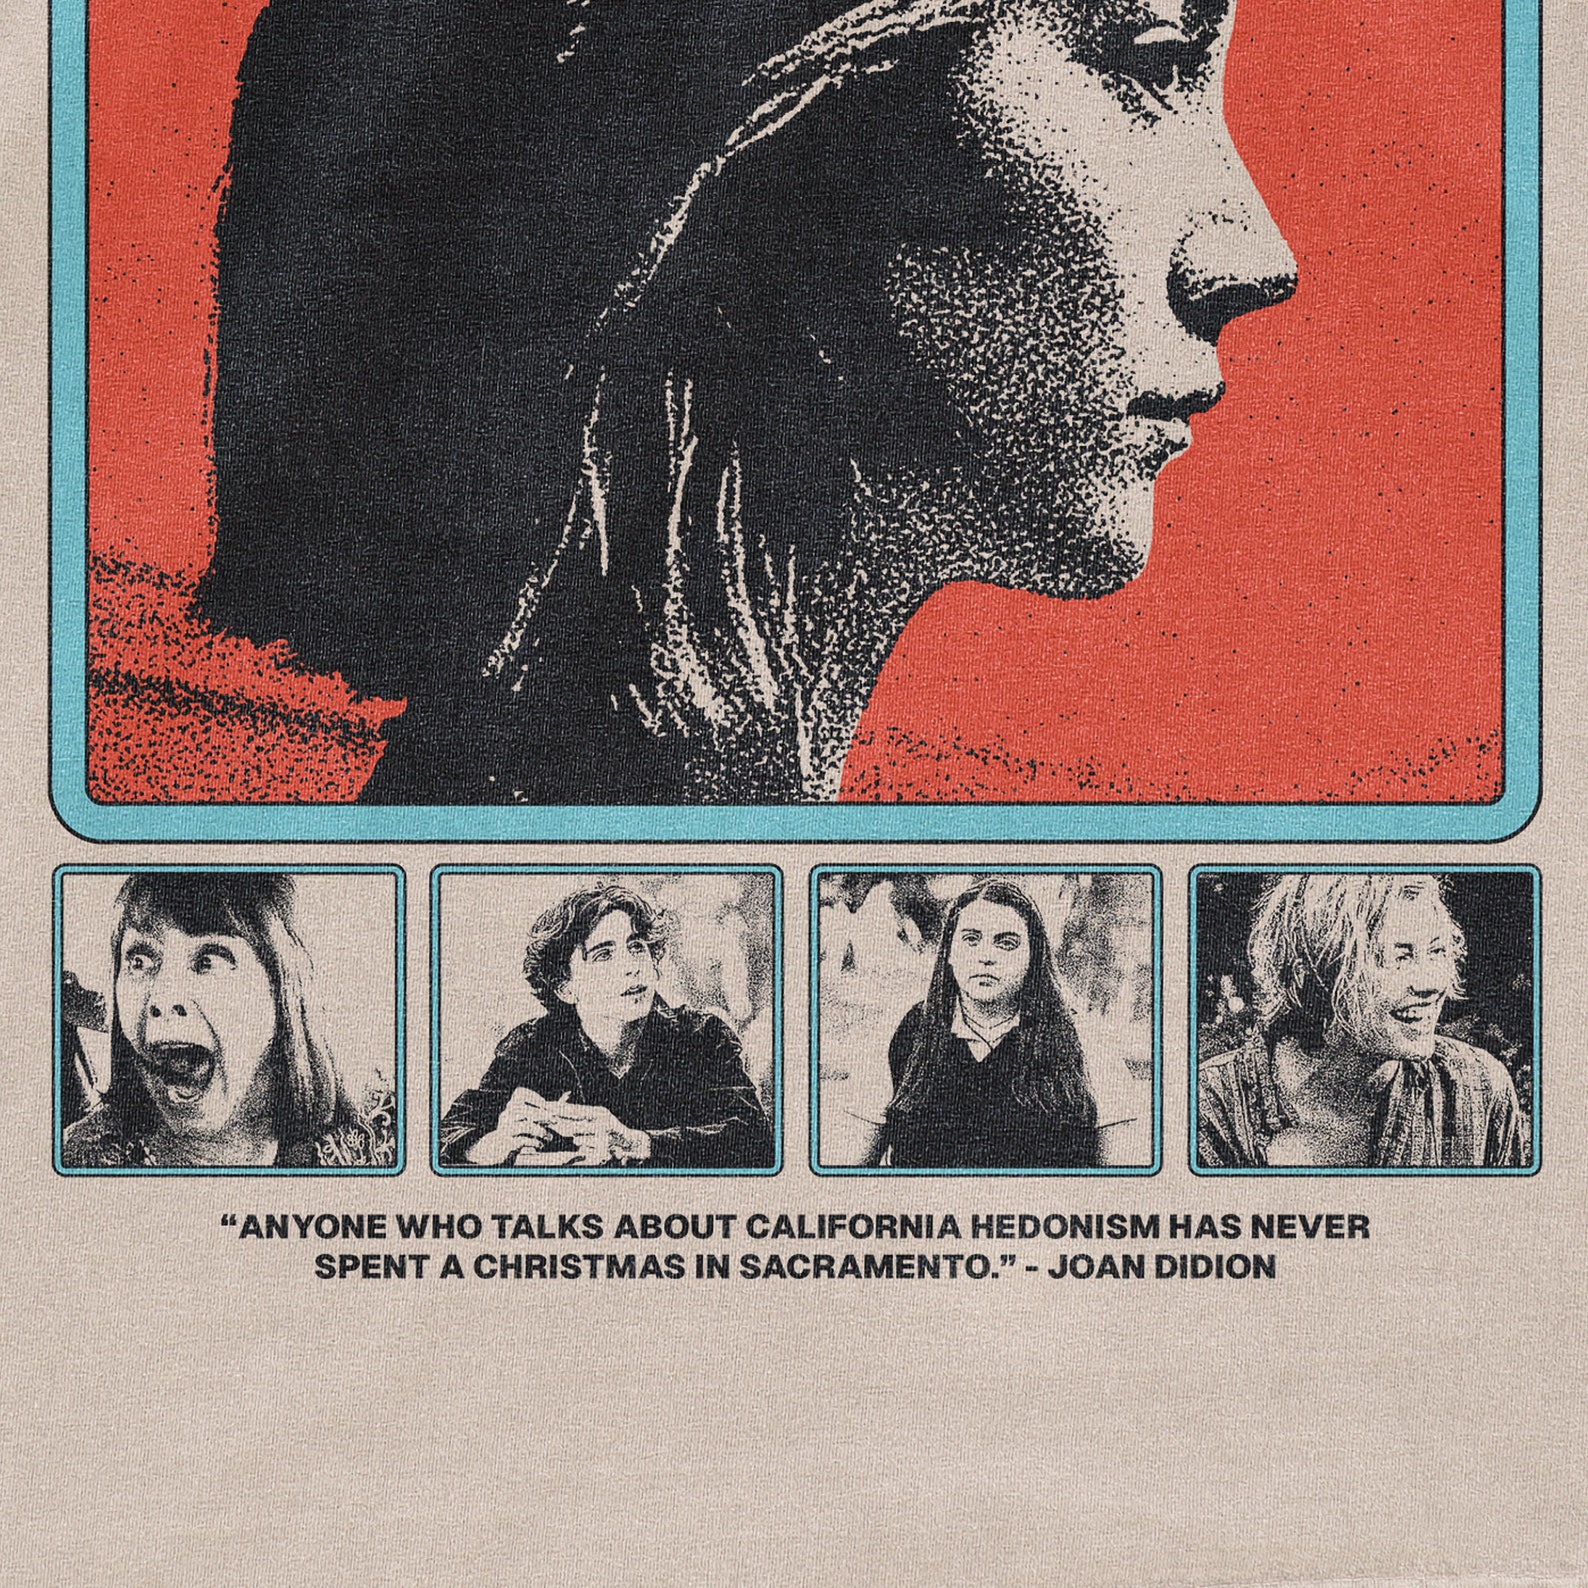 “ANYONE WHO TALKS ABOUT CALIFORNIA HEDONISM HAS NEVER
SPENT A CHRISTMAS IN SACRAMENTO.” - JOAN DIDION